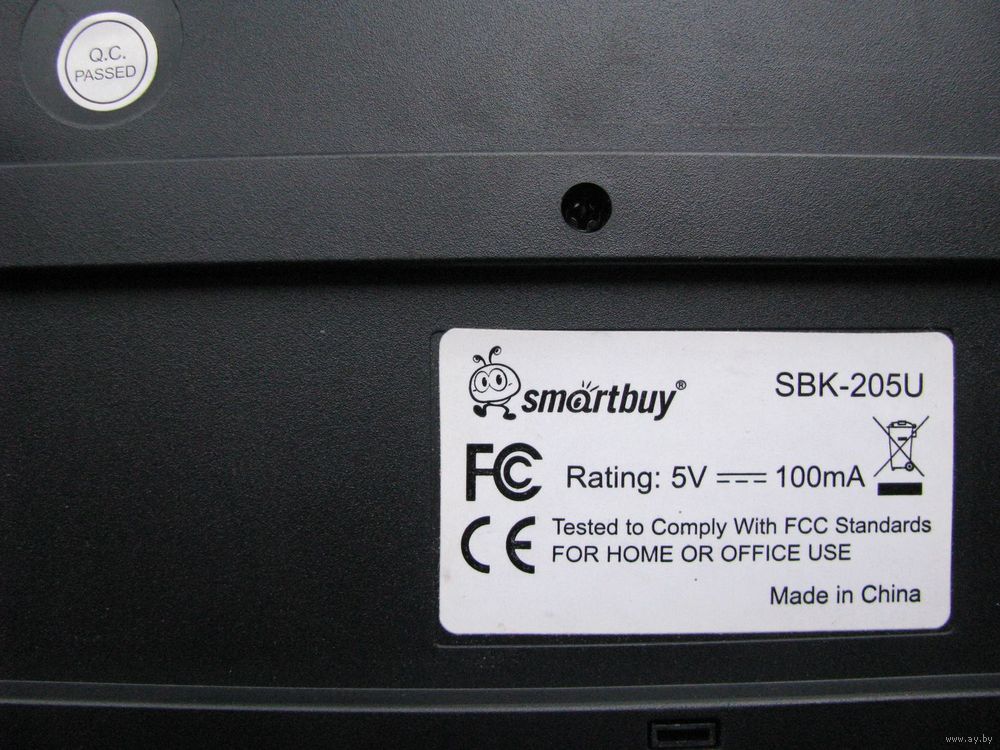 Q.C.
PASSED
smartbuy®
SBK-205U
FC
Rating: 5V ⎓ 100mA
CE
Tested to Comply With FCC Standards
FOR HOME OR OFFICE USE
Made in China
www.ay.by